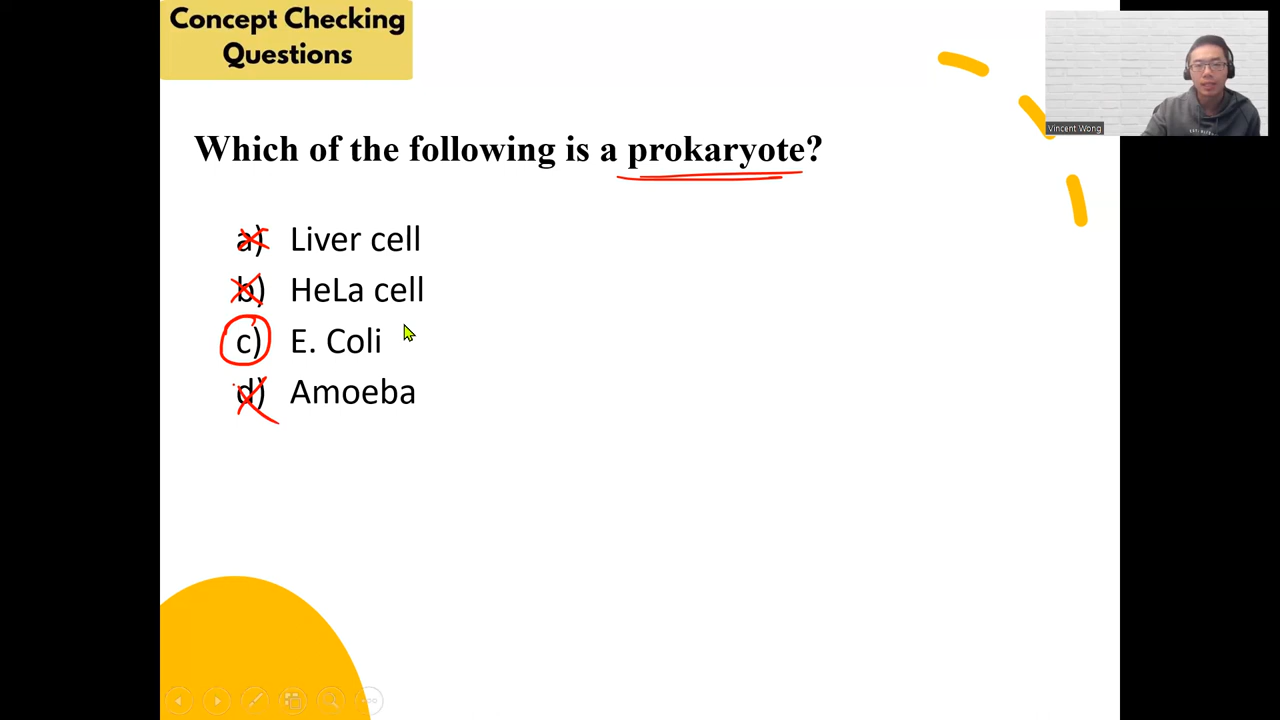 Concept Checking
Questions
Vincent Wong
Which of the following is a prokaryote?
a) Liver cell
b) HeLa cell
c) E. Coli
d) Amoeba